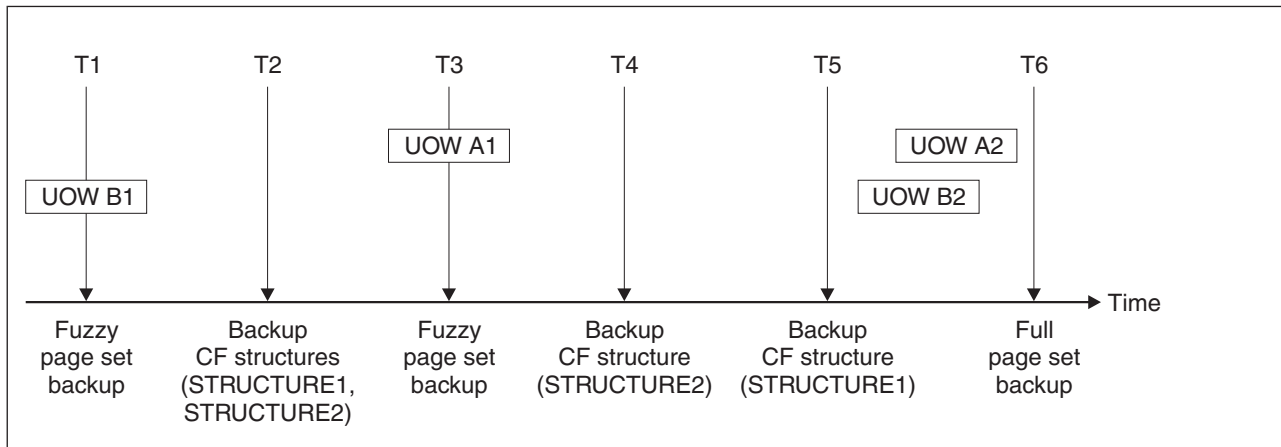 T1
T2
T3
T4
T5
T6
UOW A1
UOW A2
UOW B1
UOW B2
Time
Fuzzy
page set
backup
Backup
CF structures
(STRUCTURE1,
STRUCTURE2)
Fuzzy
page set
backup
Backup
CF structure
(STRUCTURE2)
Backup
CF structure
(STRUCTURE1)
Full
page set
backup